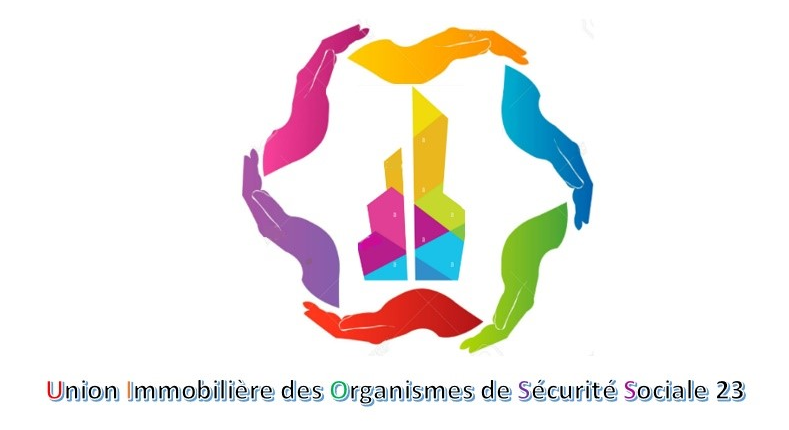 Union Immobilière des Organismes de Sécurité Sociale 23